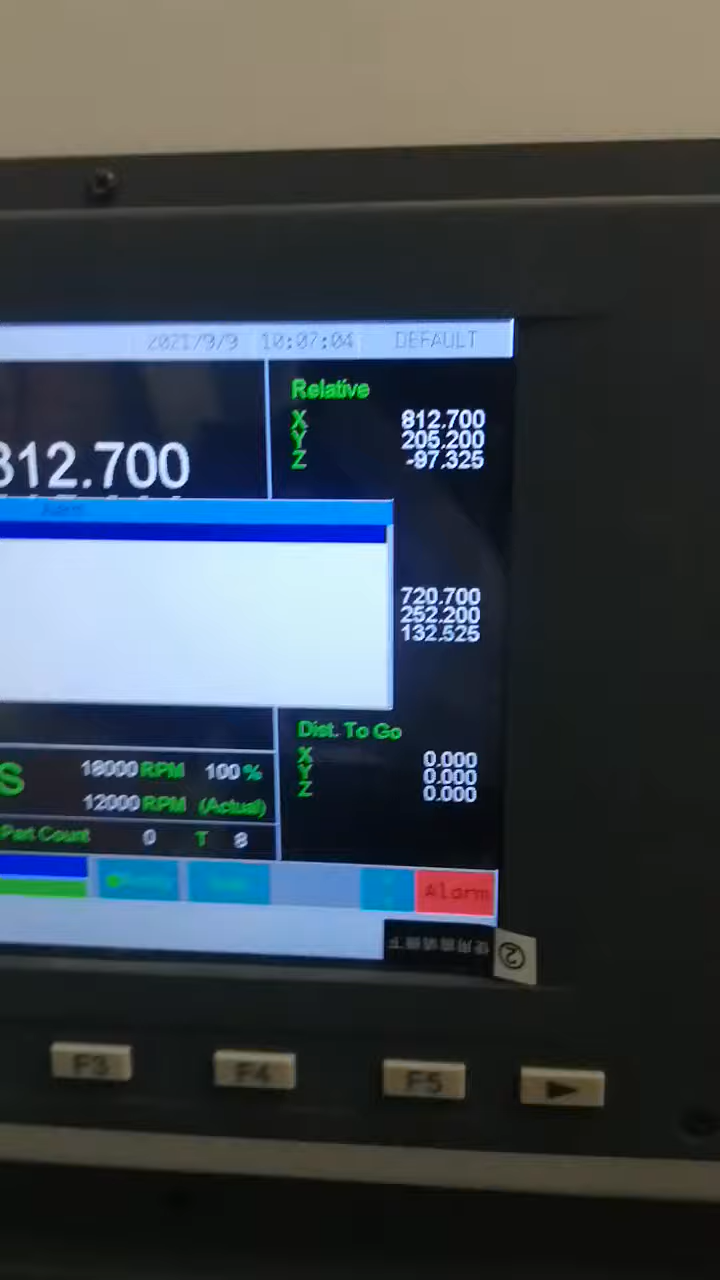 2021/9/9 10:07:04 DEFAULT
Relative
X 812.700
Y 205.200
Z -97.325
812.700
Alarm
720.700
252.200
132.525
Dist. To Go
X 0.000
Y 0.000
Z 0.000
S 18000 RPM 100 %
12000 RPM (Actual)
Part Count 0 T 8
Alarm
②
F3 F4 F5